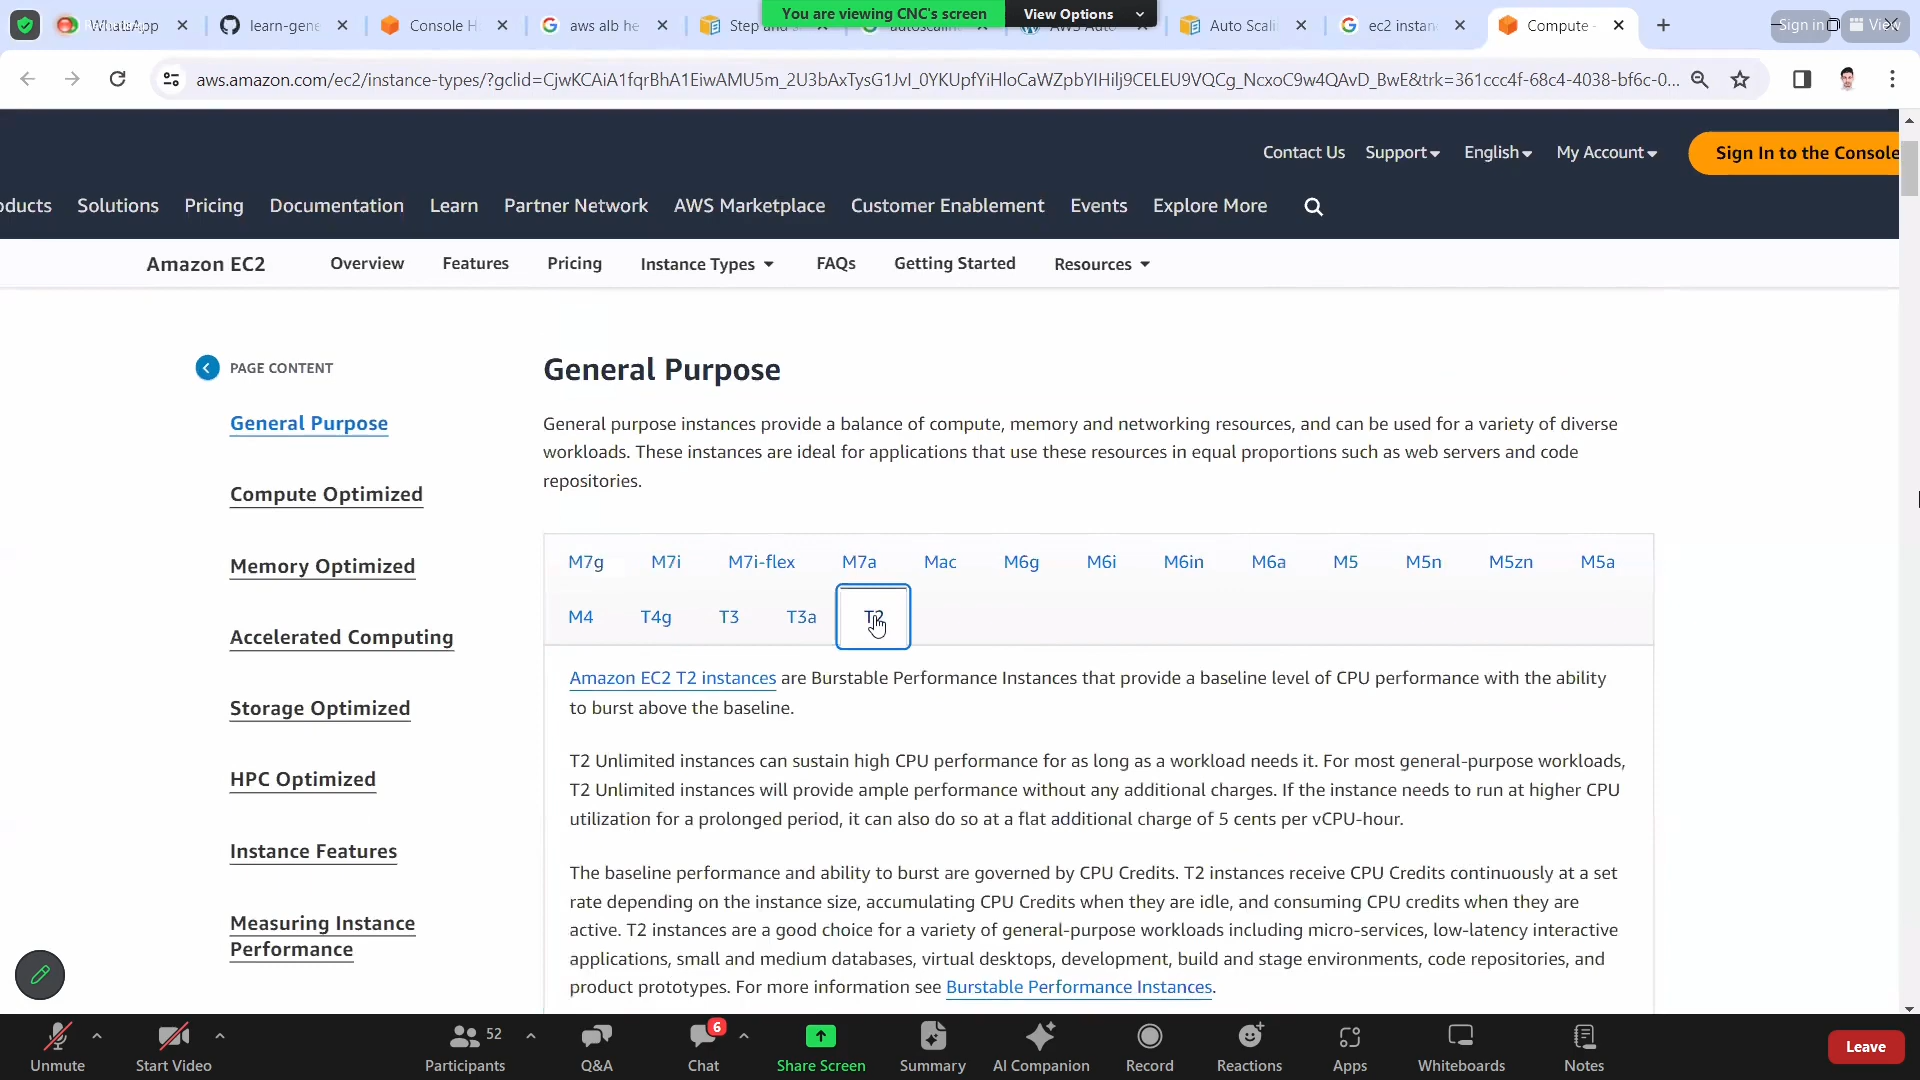 You are viewing CNC's screen
View Options
learn-gene
Console H
aws alb he
Step and s
autoscalin
AWS Auto
Auto Scali
ec2 instan
Compute -
Sign in
View
aws.amazon.com/ec2/instance-types/?gclid=CjwKCAiA1fqrBhA1EiwAMU5m_2U3bAxTysG1JvI_0YKUpfYiHloCaWZpbYIHilj9CELEU9VQCg_NcxoC9w4QAvD_BwE&trk=361ccc4f-68c4-4038-bf6c-0...
Contact Us Support English My Account
Sign In to the Console
oducts Solutions Pricing Documentation Learn Partner Network AWS Marketplace Customer Enablement Events Explore More
Amazon EC2 Overview Features Pricing Instance Types FAQs Getting Started Resources
PAGE CONTENT
General Purpose
Compute Optimized
Memory Optimized
Accelerated Computing
Storage Optimized
HPC Optimized
Instance Features
Measuring Instance
Performance
General Purpose
General purpose instances provide a balance of compute, memory and networking resources, and can be used for a variety of diverse
workloads. These instances are ideal for applications that use these resources in equal proportions such as web servers and code
repositories.
M7g M7i M7i-flex M7a Mac M6g M6i M6in M6a M5 M5n M5zn M5a
M4 T4g T3 T3a T2
Amazon EC2 T2 instances are Burstable Performance Instances that provide a baseline level of CPU performance with the ability
to burst above the baseline.
T2 Unlimited instances can sustain high CPU performance for as long as a workload needs it. For most general-purpose workloads,
T2 Unlimited instances will provide ample performance without any additional charges. If the instance needs to run at higher CPU
utilization for a prolonged period, it can also do so at a flat additional charge of 5 cents per vCPU-hour.
The baseline performance and ability to burst are governed by CPU Credits. T2 instances receive CPU Credits continuously at a set
rate depending on the instance size, accumulating CPU Credits when they are idle, and consuming CPU credits when they are
active. T2 instances are a good choice for a variety of general-purpose workloads including micro-services, low-latency interactive
applications, small and medium databases, virtual desktops, development, build and stage environments, code repositories, and
product prototypes. For more information see Burstable Performance Instances.
52
6
Unmute Start Video Participants Q&A Chat Share Screen Summary AI Companion Record Reactions Apps Whiteboards Notes
Leave